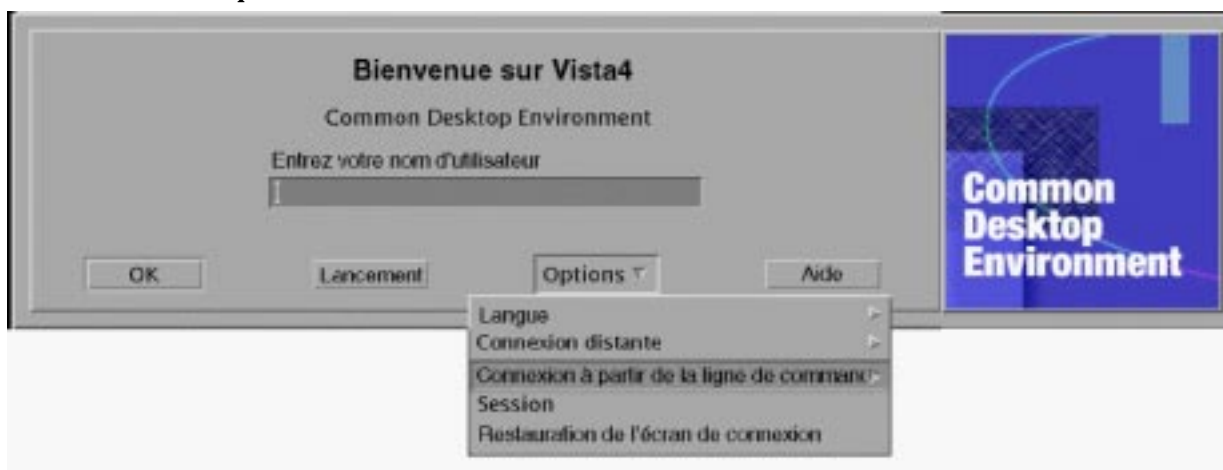 Bienvenue sur Vista4
Common Desktop Environment
Entrez votre nom d'utilisateur
OK
Lancement
Options
Aide
Langue
Connexion distante
Connexion à partir de la ligne de command
Session
Restauration de l'écran de connexion
Common
Desktop
Environment